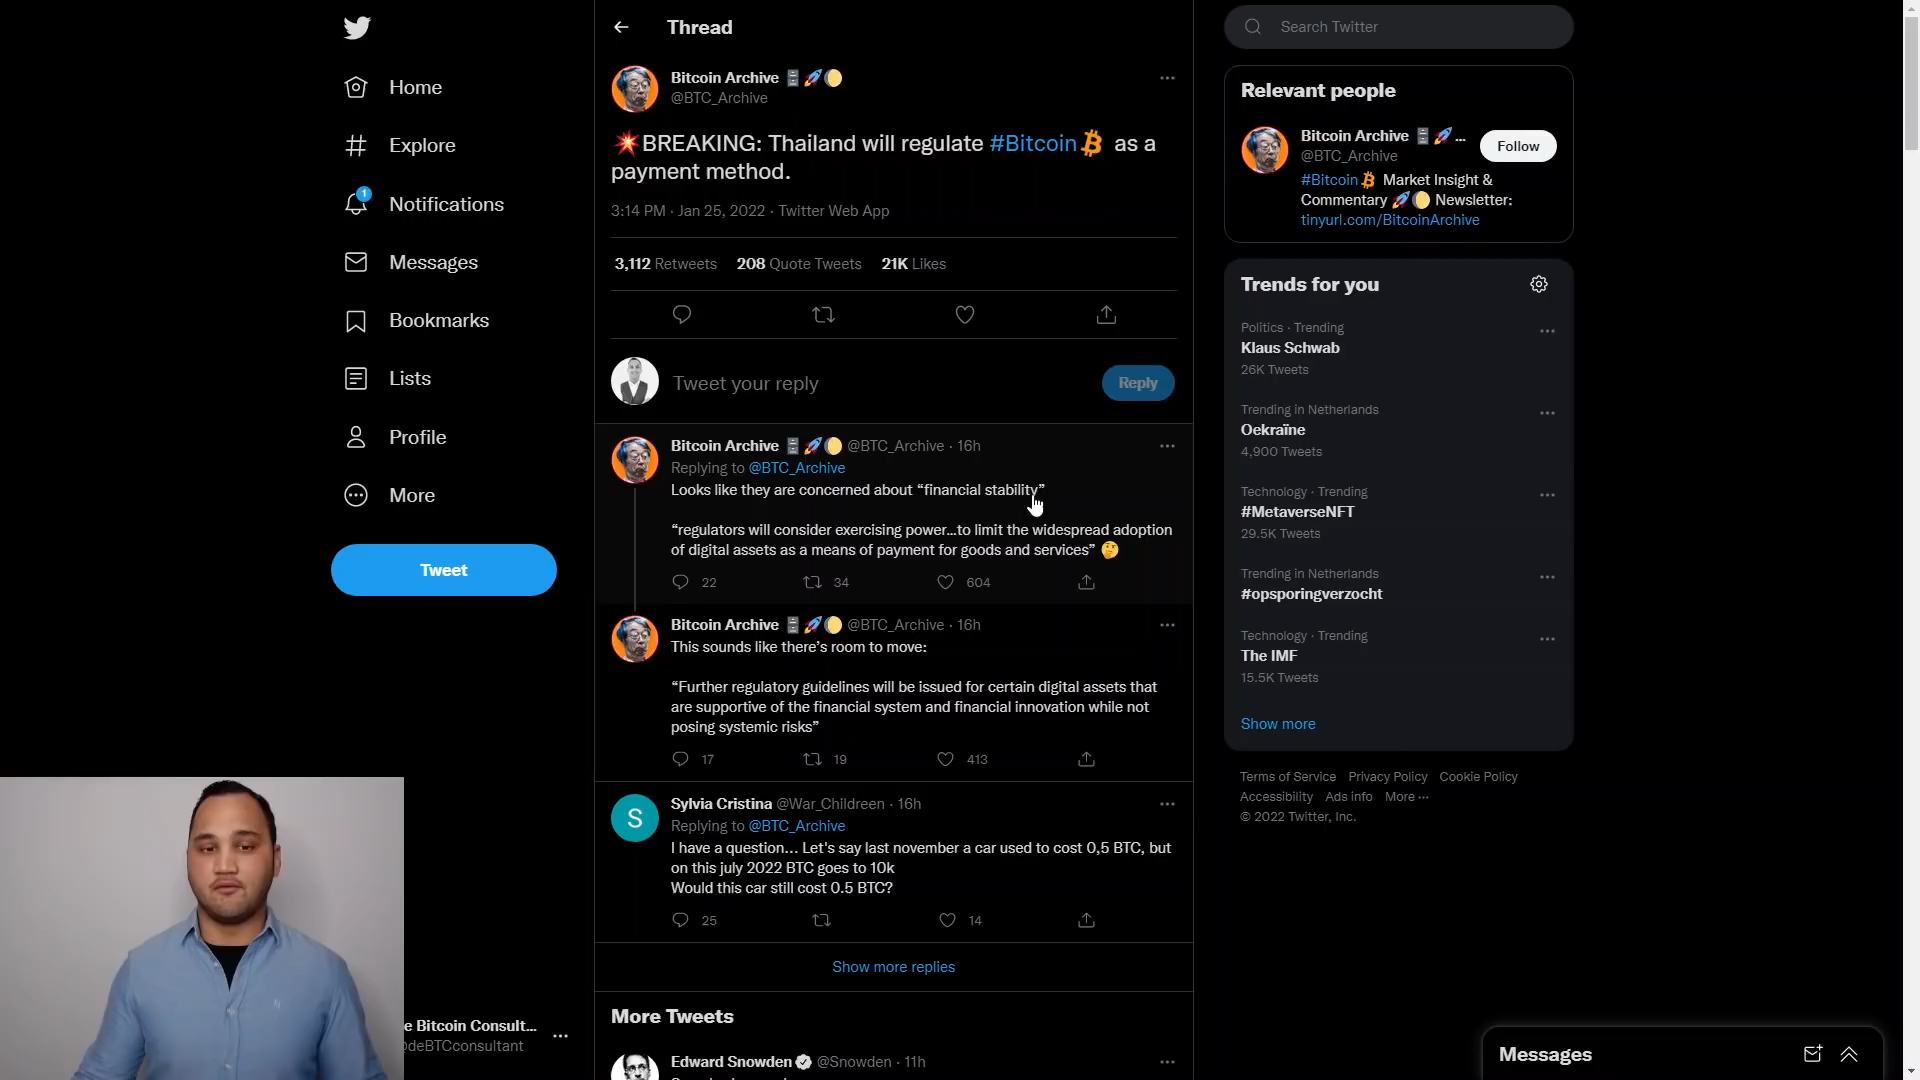 Home
Explore
1
Notifications
Messages
Bookmarks
Lists
Profile
More
Tweet
e Bitcoin Consult...
deBTCconsultant
Thread
Bitcoin Archive
@BTC_Archive
BREAKING: Thailand will regulate #Bitcoin as a
payment method.
3:14 PM · Jan 25, 2022 · Twitter Web App
3,112 Retweets 208 Quote Tweets 21K Likes
Tweet your reply
Reply
Bitcoin Archive @BTC_Archive · 16h
Replying to @BTC_Archive
Looks like they are concerned about “financial stability”
“regulators will consider exercising power...to limit the widespread adoption
of digital assets as a means of payment for goods and services”
22 34 604
Bitcoin Archive @BTC_Archive · 16h
This sounds like there’s room to move:
“Further regulatory guidelines will be issued for certain digital assets that
are supportive of the financial system and financial innovation while not
posing systemic risks”
17 19 413
S
Sylvia Cristina @War_Childreen · 16h
Replying to @BTC_Archive
I have a question... Let's say last november a car used to cost 0,5 BTC, but
on this july 2022 BTC goes to 10k
Would this car still cost 0.5 BTC?
25 14
Show more replies
More Tweets
Edward Snowden @Snowden · 11h
Search Twitter
Relevant people
Bitcoin Archive ...
@BTC_Archive
Follow
#Bitcoin Market Insight &
Commentary Newsletter:
tinyurl.com/BitcoinArchive
Trends for you
Politics · Trending
Klaus Schwab
26K Tweets
Trending in Netherlands
Oekraïne
4,900 Tweets
Technology · Trending
#MetaverseNFT
29.5K Tweets
Trending in Netherlands
#opsporingverzocht
Technology · Trending
The IMF
15.5K Tweets
Show more
Terms of Service Privacy Policy Cookie Policy
Accessibility Ads info More ...
© 2022 Twitter, Inc.
Messages